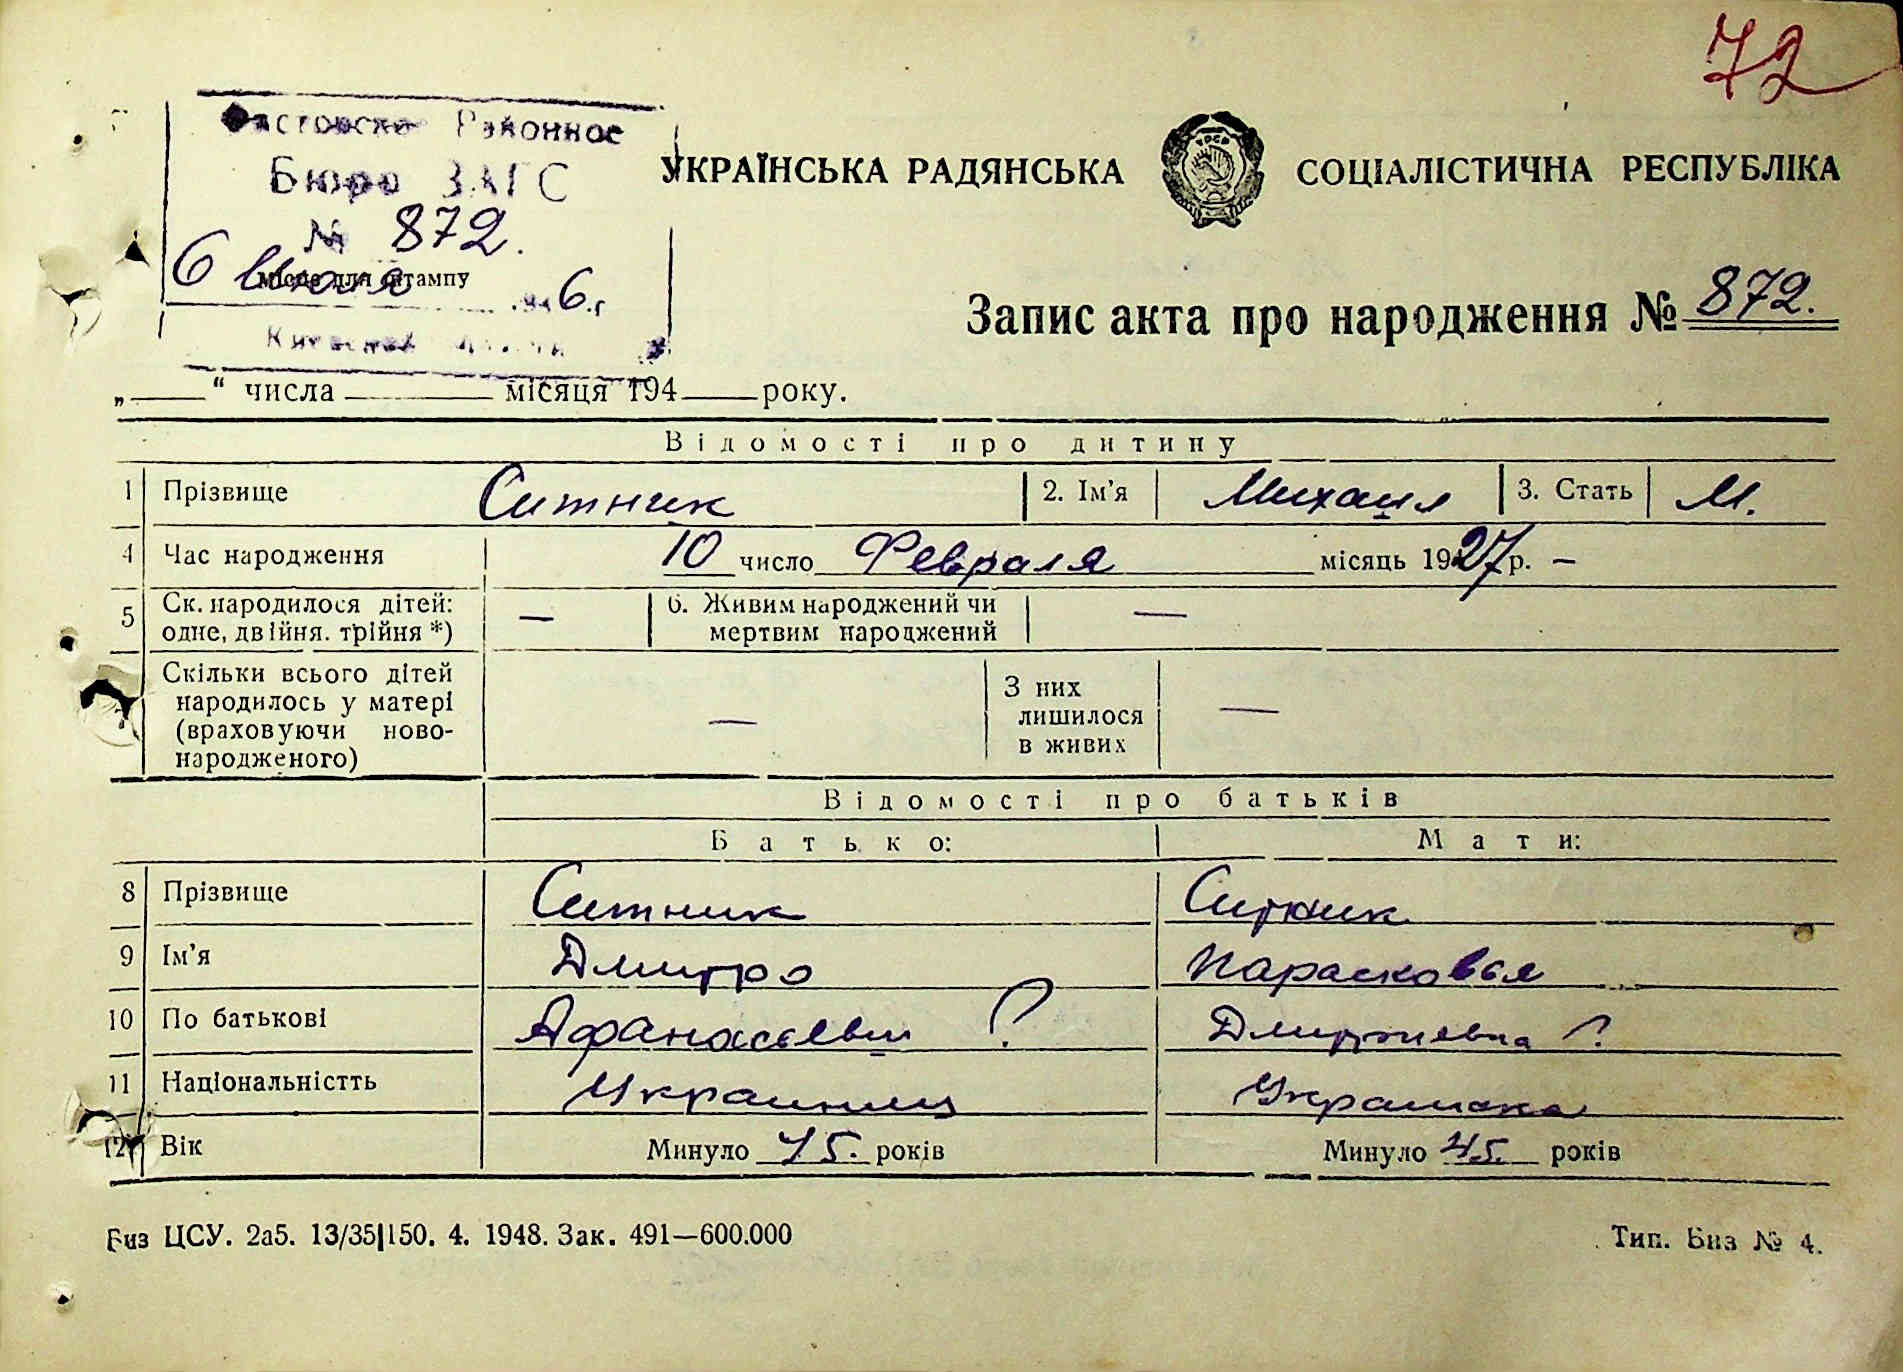 72
Фастовское Районное
Бюро ЗАГС
№ 872.
6 Июля
місце для штампу
1946.г
УКРАЇНСЬКА РАДЯНСЬКА СОЦІАЛІСТИЧНА РЕСПУБЛІКА
Запис акта про народження № 872.
„____“ числа ____ місяця 194____ року.
Відомості про дитину
1 Прізвище Ситник 2. Ім’я Михаил 3. Стать М.
4 Час народження 10 число Февраля місяць 1927 р. –
5 Ск. народилося дітей: — 6. Живим народжений чи —
одне, двійня. трійня *) мертвим народжений
Скільки всього дітей З них
народилось у матері — лишилося —
(враховуючи ново- в живих
народженого)
Відомості про батьків
Батько: Мати:
8 Прізвище Ситник Ситник
9 Ім’я Дмитро Парасковья
10 По батькові Афанасьевич ? Дмитриевна ?
11 Національністть Украинец Украинка
12 Вік Минуло 45. років Минуло 45. років
Биз ЦСУ. 2а5. 13/35|150. 4. 1948. Зак. 491—600.000 Тип. Биз № 4.